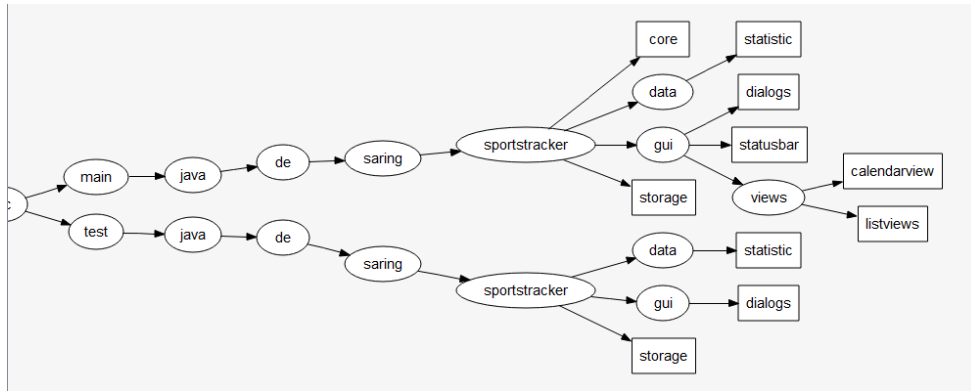 core
statistic
data
dialogs
main
java
de
saring
sportstracker
gui
statusbar
calendarview
storage
views
listviews
c
test
java
de
saring
sportstracker
data
statistic
gui
dialogs
storage